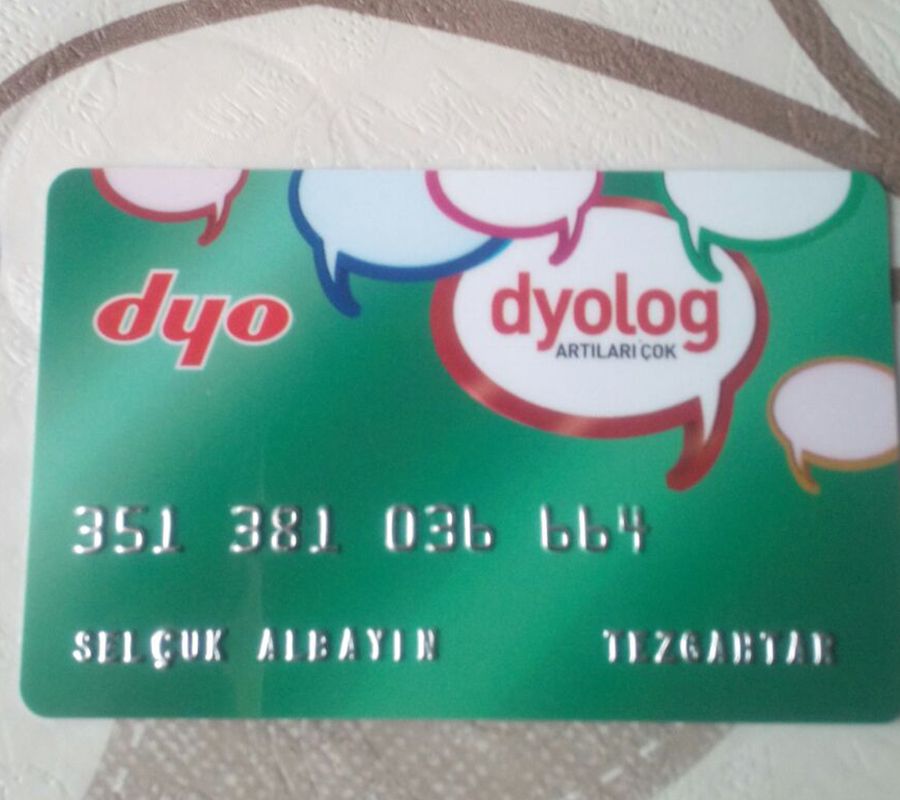 dyo
dyolog
ARTILARI ÇOK
351 381 036 664
SELÇUK ALBAYIN
TEZGAHTAR